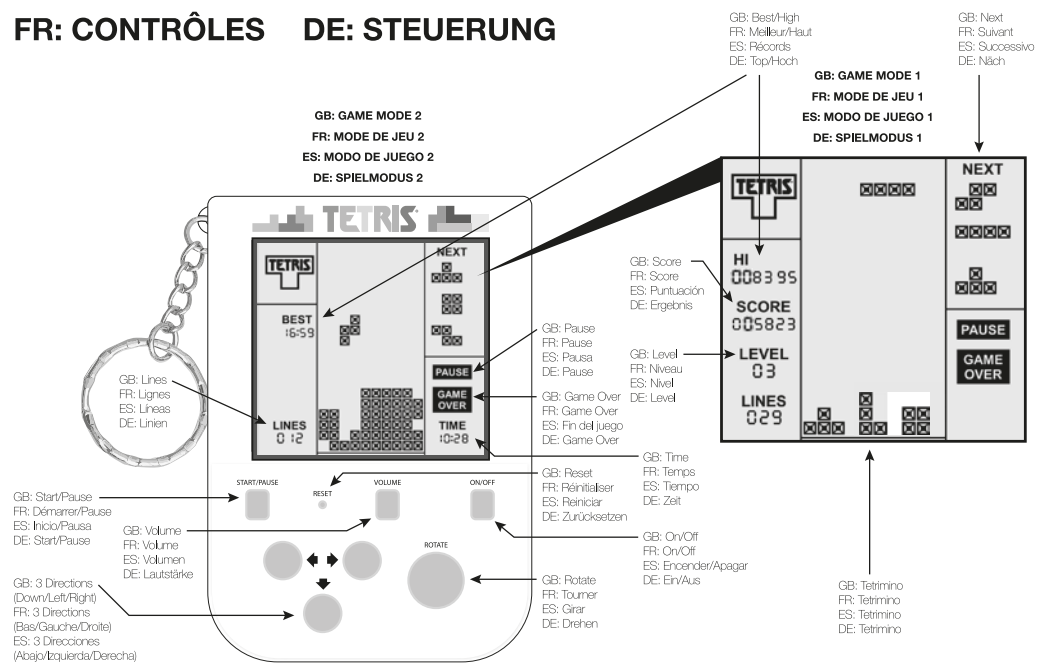 FR: CONTRÔLES DE: STEUERUNG
GB: Best/High
FR: Meilleur/Haut
ES: Récords
DE: Top/Hoch
GB: Next
FR: Suivant
ES: Successivo
DE: Näch
GB: GAME MODE 1
FR: MODE DE JEU 1
ES: MODO DE JUEGO 1
DE: SPIELMODUS 1
GB: GAME MODE 2
FR: MODE DE JEU 2
ES: MODO DE JUEGO 2
DE: SPIELMODUS 2
TETRIS
TETRIS
BEST
16:59
LINES
012
NEXT
PAUSE
GAME
OVER
TIME
10:28
TETRIS
HI
008395
SCORE
005823
LEVEL
03
LINES
029
NEXT
PAUSE
GAME
OVER
GB: Score
FR: Score
ES: Puntuación
DE: Ergebnis
GB: Level
FR: Niveau
ES: Nivel
DE: Level
GB: Pause
FR: Pause
ES: Pausa
DE: Pause
GB: Game Over
FR: Game Over
ES: Fin del juego
DE: Game Over
GB: Lines
FR: Lignes
ES: Líneas
DE: Linien
GB: Time
FR: Temps
ES: Tiempo
DE: Zeit
GB: Reset
FR: Réinitialiser
ES: Reiniciar
DE: Zurücksetzen
START/PAUSE
RESET
VOLUME
ON/OFF
ROTATE
GB: Start/Pause
FR: Démarrer/Pause
ES: Inicio/Pausa
DE: Start/Pause
GB: Volume
FR: Volume
ES: Volumen
DE: Lautstärke
GB: On/Off
FR: On/Off
ES: Encender/Apagar
DE: Ein/Aus
GB: 3 Directions
(Down/Left/Right)
FR: 3 Directions
(Bas/Gauche/Droite)
ES: 3 Direcciones
(Abajo/Izquierda/Derecha)
GB: Rotate
FR: Tourner
ES: Girar
DE: Drehen
GB: Tetrimino
FR: Tetrimino
ES: Tetrimino
DE: Tetrimino